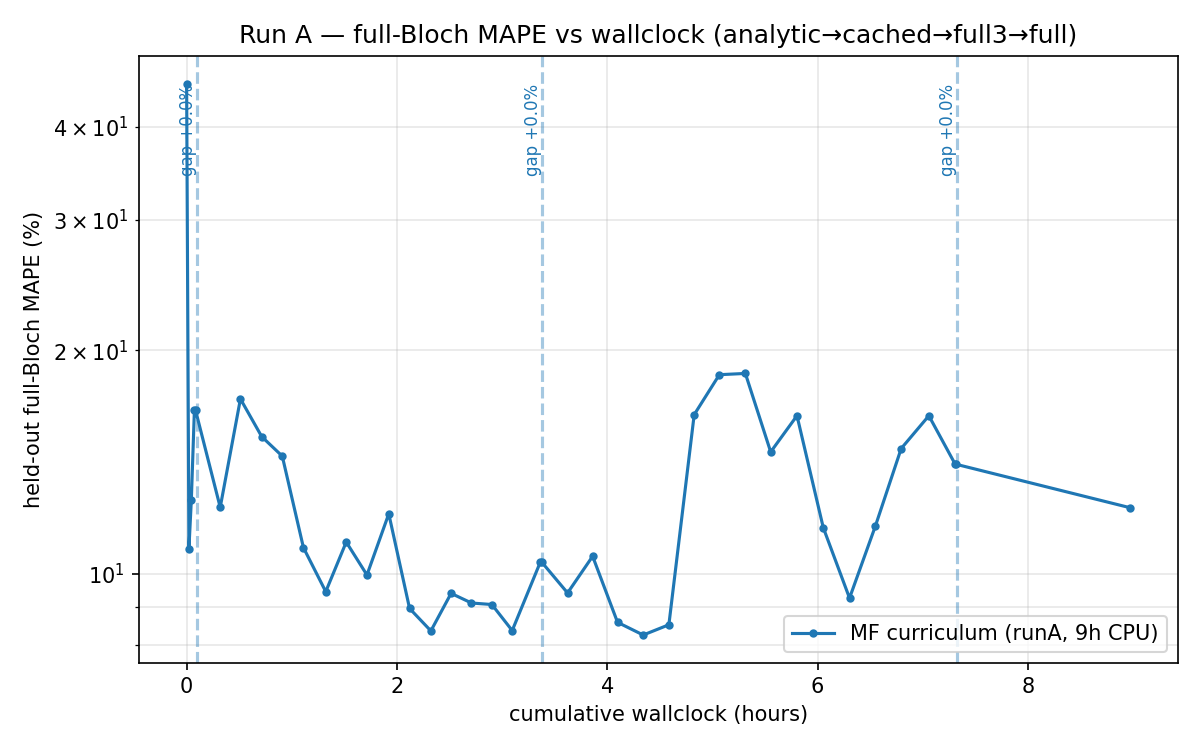 Run A — full-Bloch MAPE vs wallclock (analytic→cached→full3→full)
held-out full-Bloch MAPE (%)
4 × 10¹
3 × 10¹
2 × 10¹
10¹
gap +0.0%
gap +0.0%
gap +0.0%
MF curriculum (runA, 9h CPU)
0 2 4 6 8
cumulative wallclock (hours)